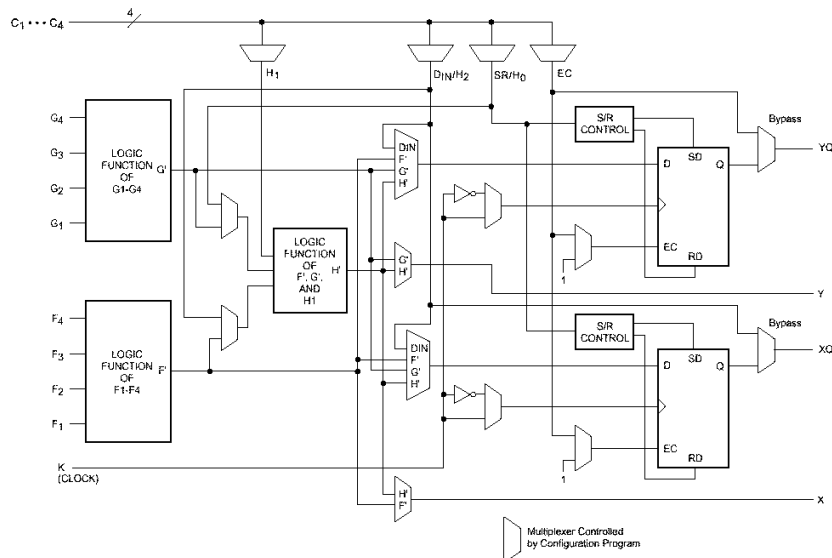 C1 ••• C4
4
H1
DIN/H2
SR/H0
EC
G4
G3
G2
G1
LOGIC
FUNCTION
OF
G1-G4
G'
DIN
F'
G'
H'
S/R
CONTROL
D
SD
Q
EC
RD
1
Bypass
YQ
LOGIC
FUNCTION
OF
F', G',
AND
H1
H'
G'
H'
Y
F4
F3
F2
F1
LOGIC
FUNCTION
OF
F1-F4
F'
DIN
F'
G'
H'
S/R
CONTROL
D
SD
Q
EC
RD
1
Bypass
XQ
K
(CLOCK)
H'
F'
X
Multiplexer Controlled
by Configuration Program